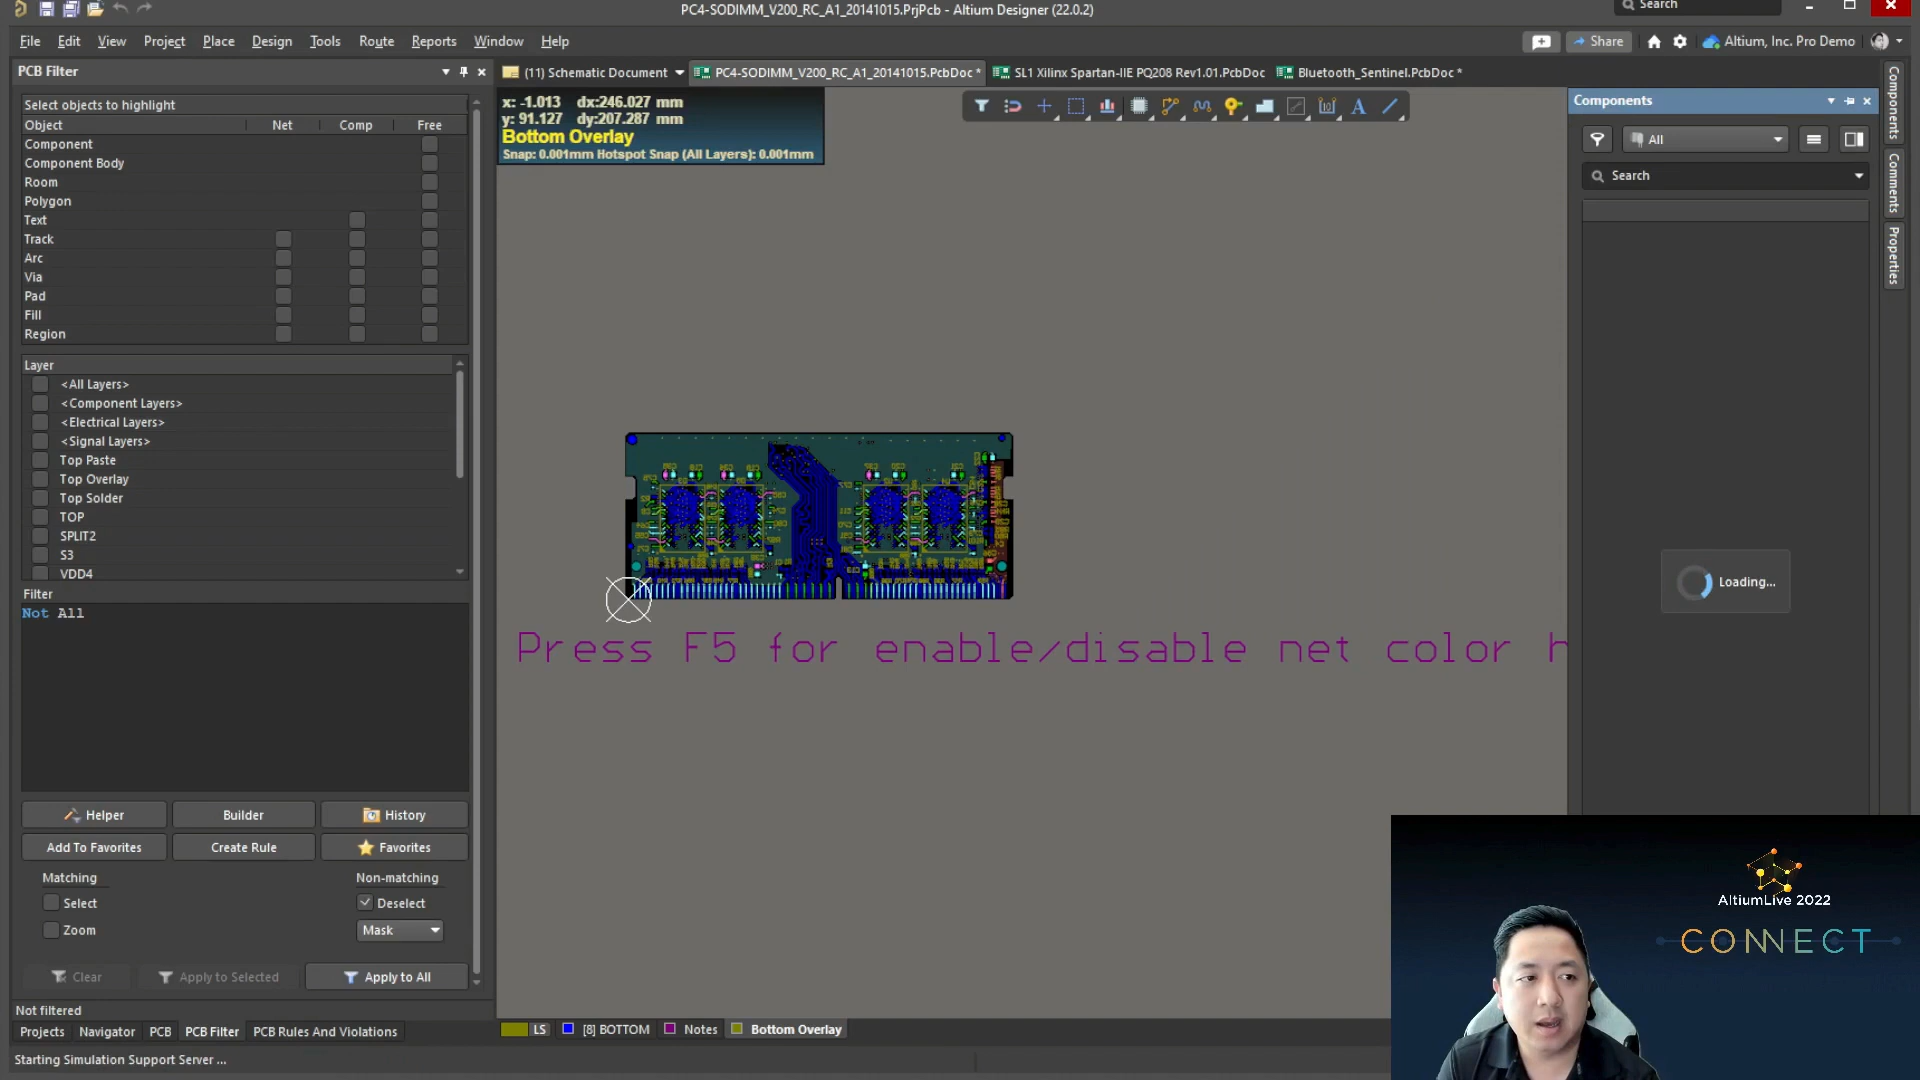 PC4-SODIMM_V200_RC_A1_20141015.PrjPcb - Altium Designer (22.0.2)
Search
File Edit View Project Place Design Tools Route Reports Window Help
Share
Altium, Inc. Pro Demo
PCB Filter
(11) Schematic Document
PC4-SODIMM_V200_RC_A1_20141015.PcbDoc *
SL1 Xilinx Spartan-IIE PQ208 Rev1.01.PcbDoc
Bluetooth_Sentinel.PcbDoc *
Select objects to highlight
Object Net Comp Free
Component
Component Body
Room
Polygon
Text
Track
Arc
Via
Pad
Fill
Region
Layer
<All Layers>
<Component Layers>
<Electrical Layers>
<Signal Layers>
Top Paste
Top Overlay
Top Solder
TOP
SPLIT2
S3
VDD4
Filter
Not All
Helper Builder History
Add To Favorites Create Rule Favorites
Matching Non-matching
Select Deselect
Zoom Mask
Clear Apply to Selected Apply to All
Not filtered
Projects Navigator PCB PCB Filter PCB Rules And Violations
Starting Simulation Support Server ...
x: -1.013 dx:246.027 mm
y: 91.127 dy:207.287 mm
Bottom Overlay
Snap: 0.001mm Hotspot Snap (All Layers): 0.001mm
Press F5 for enable/disable net color h
LS [8] BOTTOM Notes Bottom Overlay
Components
All
Search
Loading...
Components
Comments
Properties
AltiumLive 2022
CONNECT